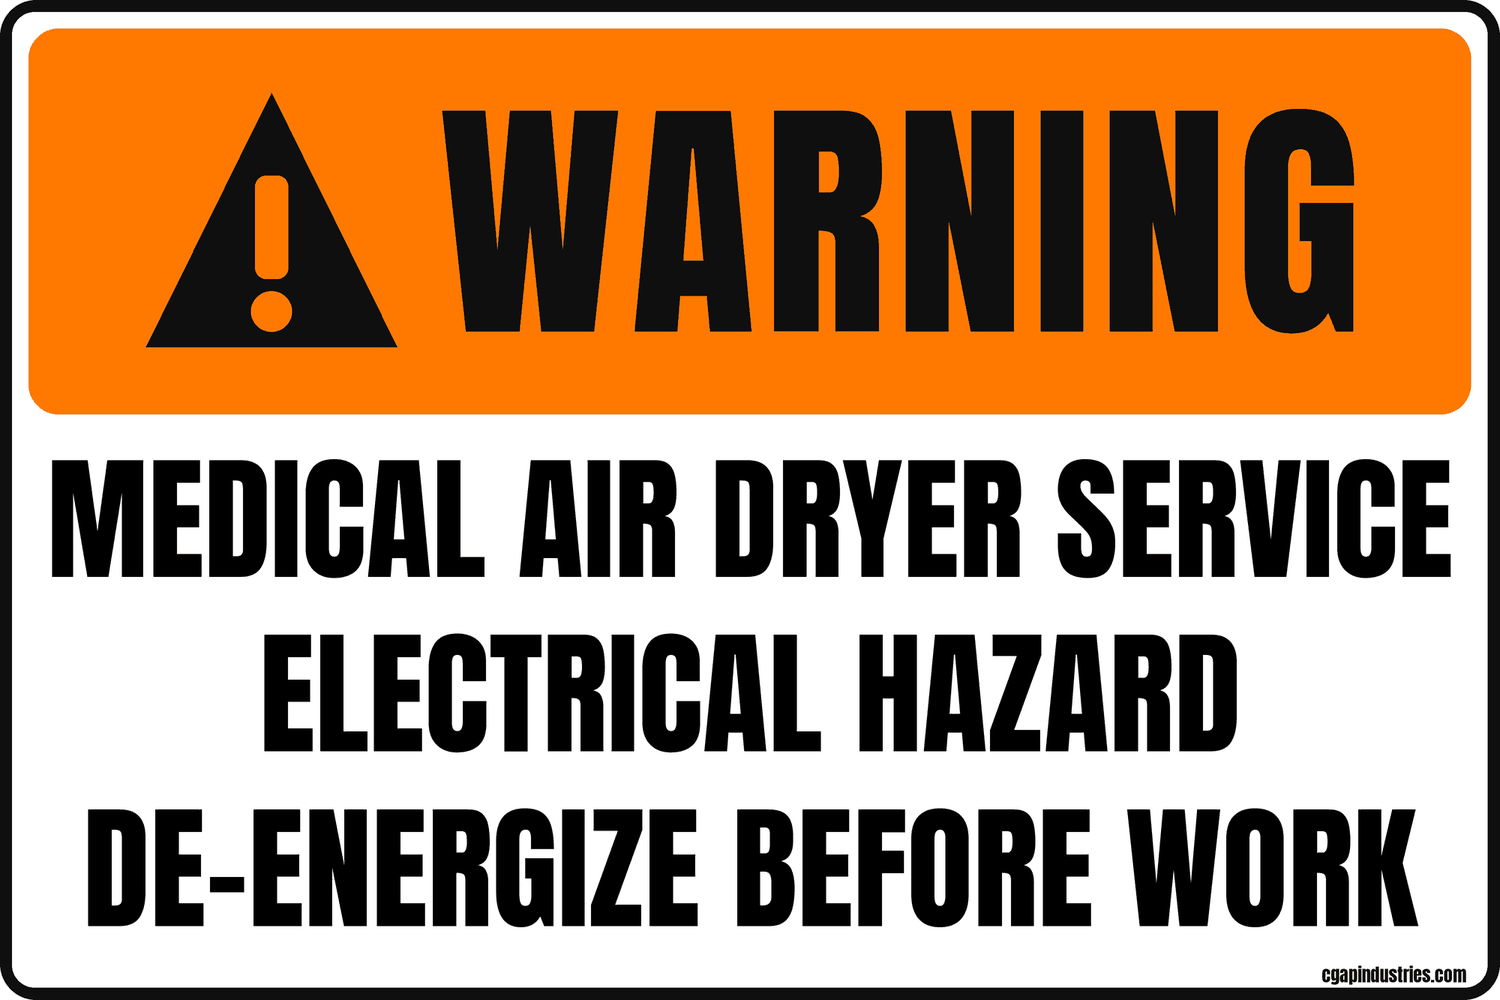 WARNING
MEDICAL AIR DRYER SERVICE
ELECTRICAL HAZARD
DE-ENERGIZE BEFORE WORK
cgapindustries.com